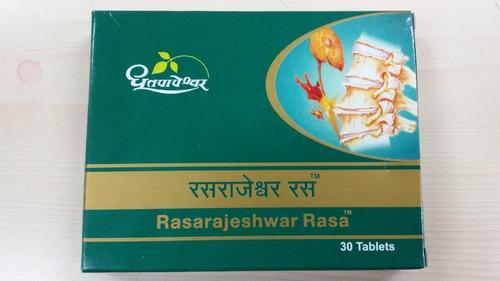 धूतपापेश्वर
रसराजेश्वर रस™
Rasarajeshwar Rasa™
30 Tablets